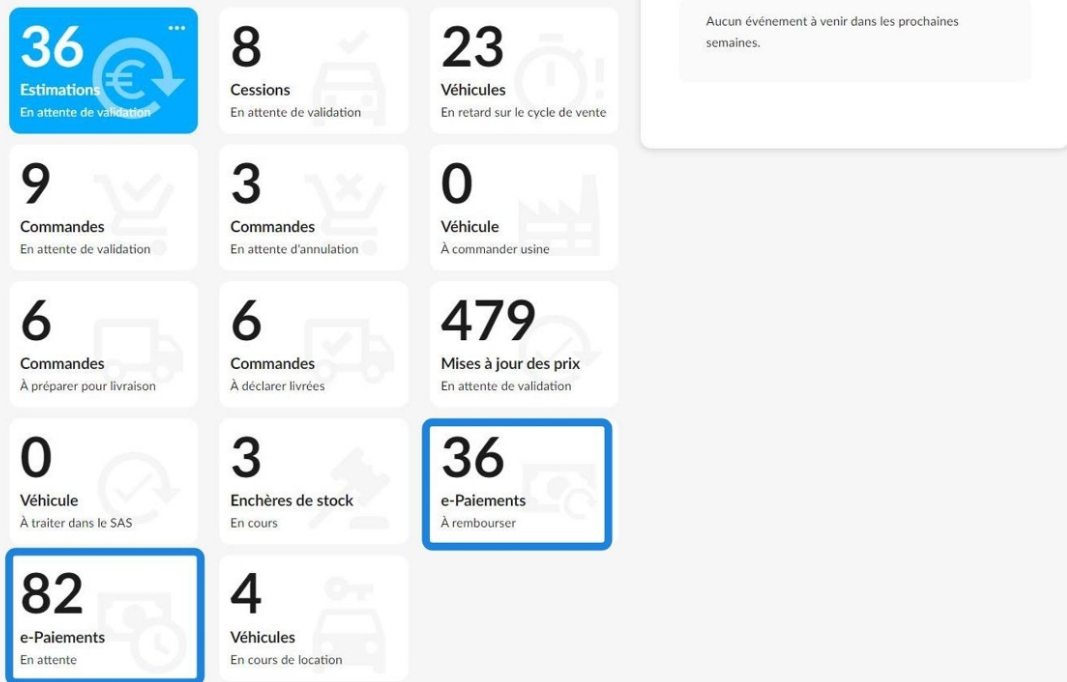 36
Estimations
En attente de validation
8
Cessions
En attente de validation
23
Véhicules
En retard sur le cycle de vente
Aucun événement à venir dans les prochaines
semaines.
9
Commandes
En attente de validation
3
Commandes
En attente d'annulation
0
Véhicule
À commander usine
6
Commandes
À préparer pour livraison
6
Commandes
À déclarer livrées
479
Mises à jour des prix
En attente de validation
0
Véhicule
À traiter dans le SAS
3
Enchères de stock
En cours
36
e-Paiements
À rembourser
82
e-Paiements
En attente
4
Véhicules
En cours de location